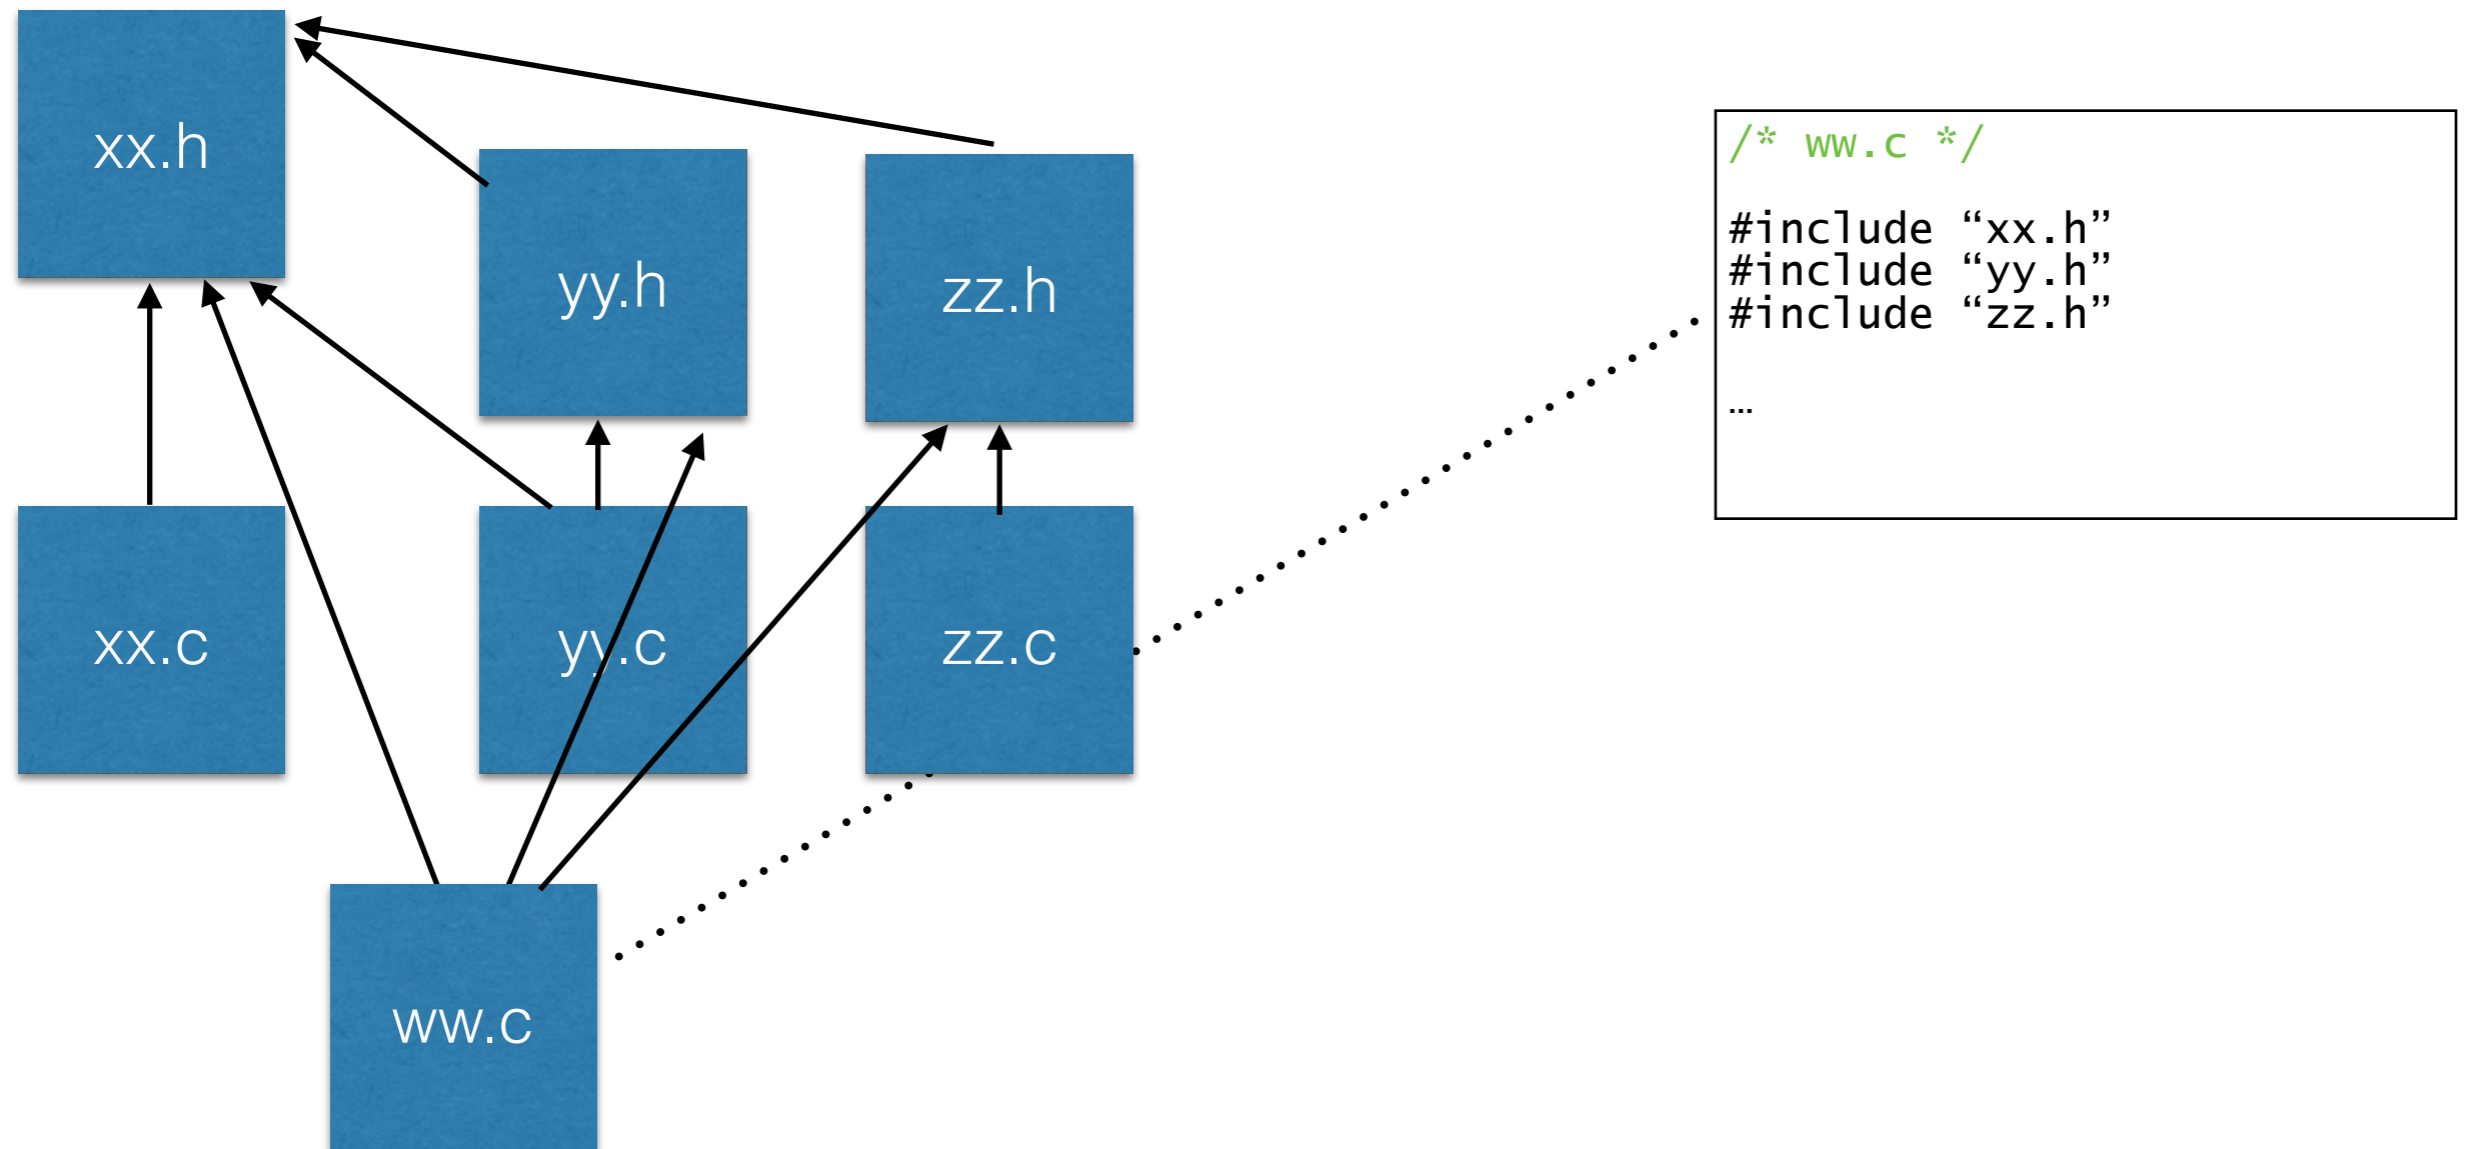 xx.h
yy.h
zz.h
xx.c
yy.c
zz.c
ww.c
/* ww.c */
#include “xx.h”
#include “yy.h”
#include “zz.h”
…